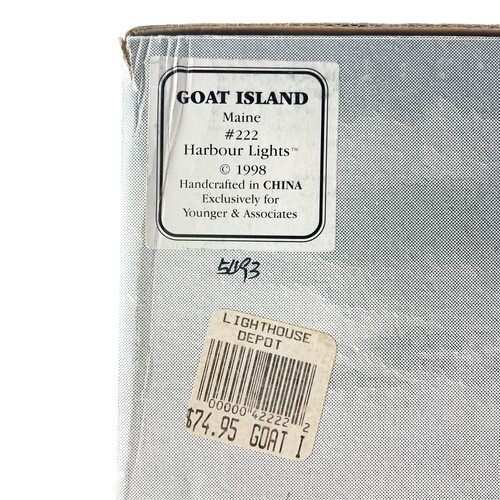 GOAT ISLAND
Maine
#222
Harbour Lights™
© 1998
Handcrafted in CHINA
Exclusively for
Younger & Associates
LIGHTHOUSE
DEPOT
00000 42222 2
$74.95 GOAT I